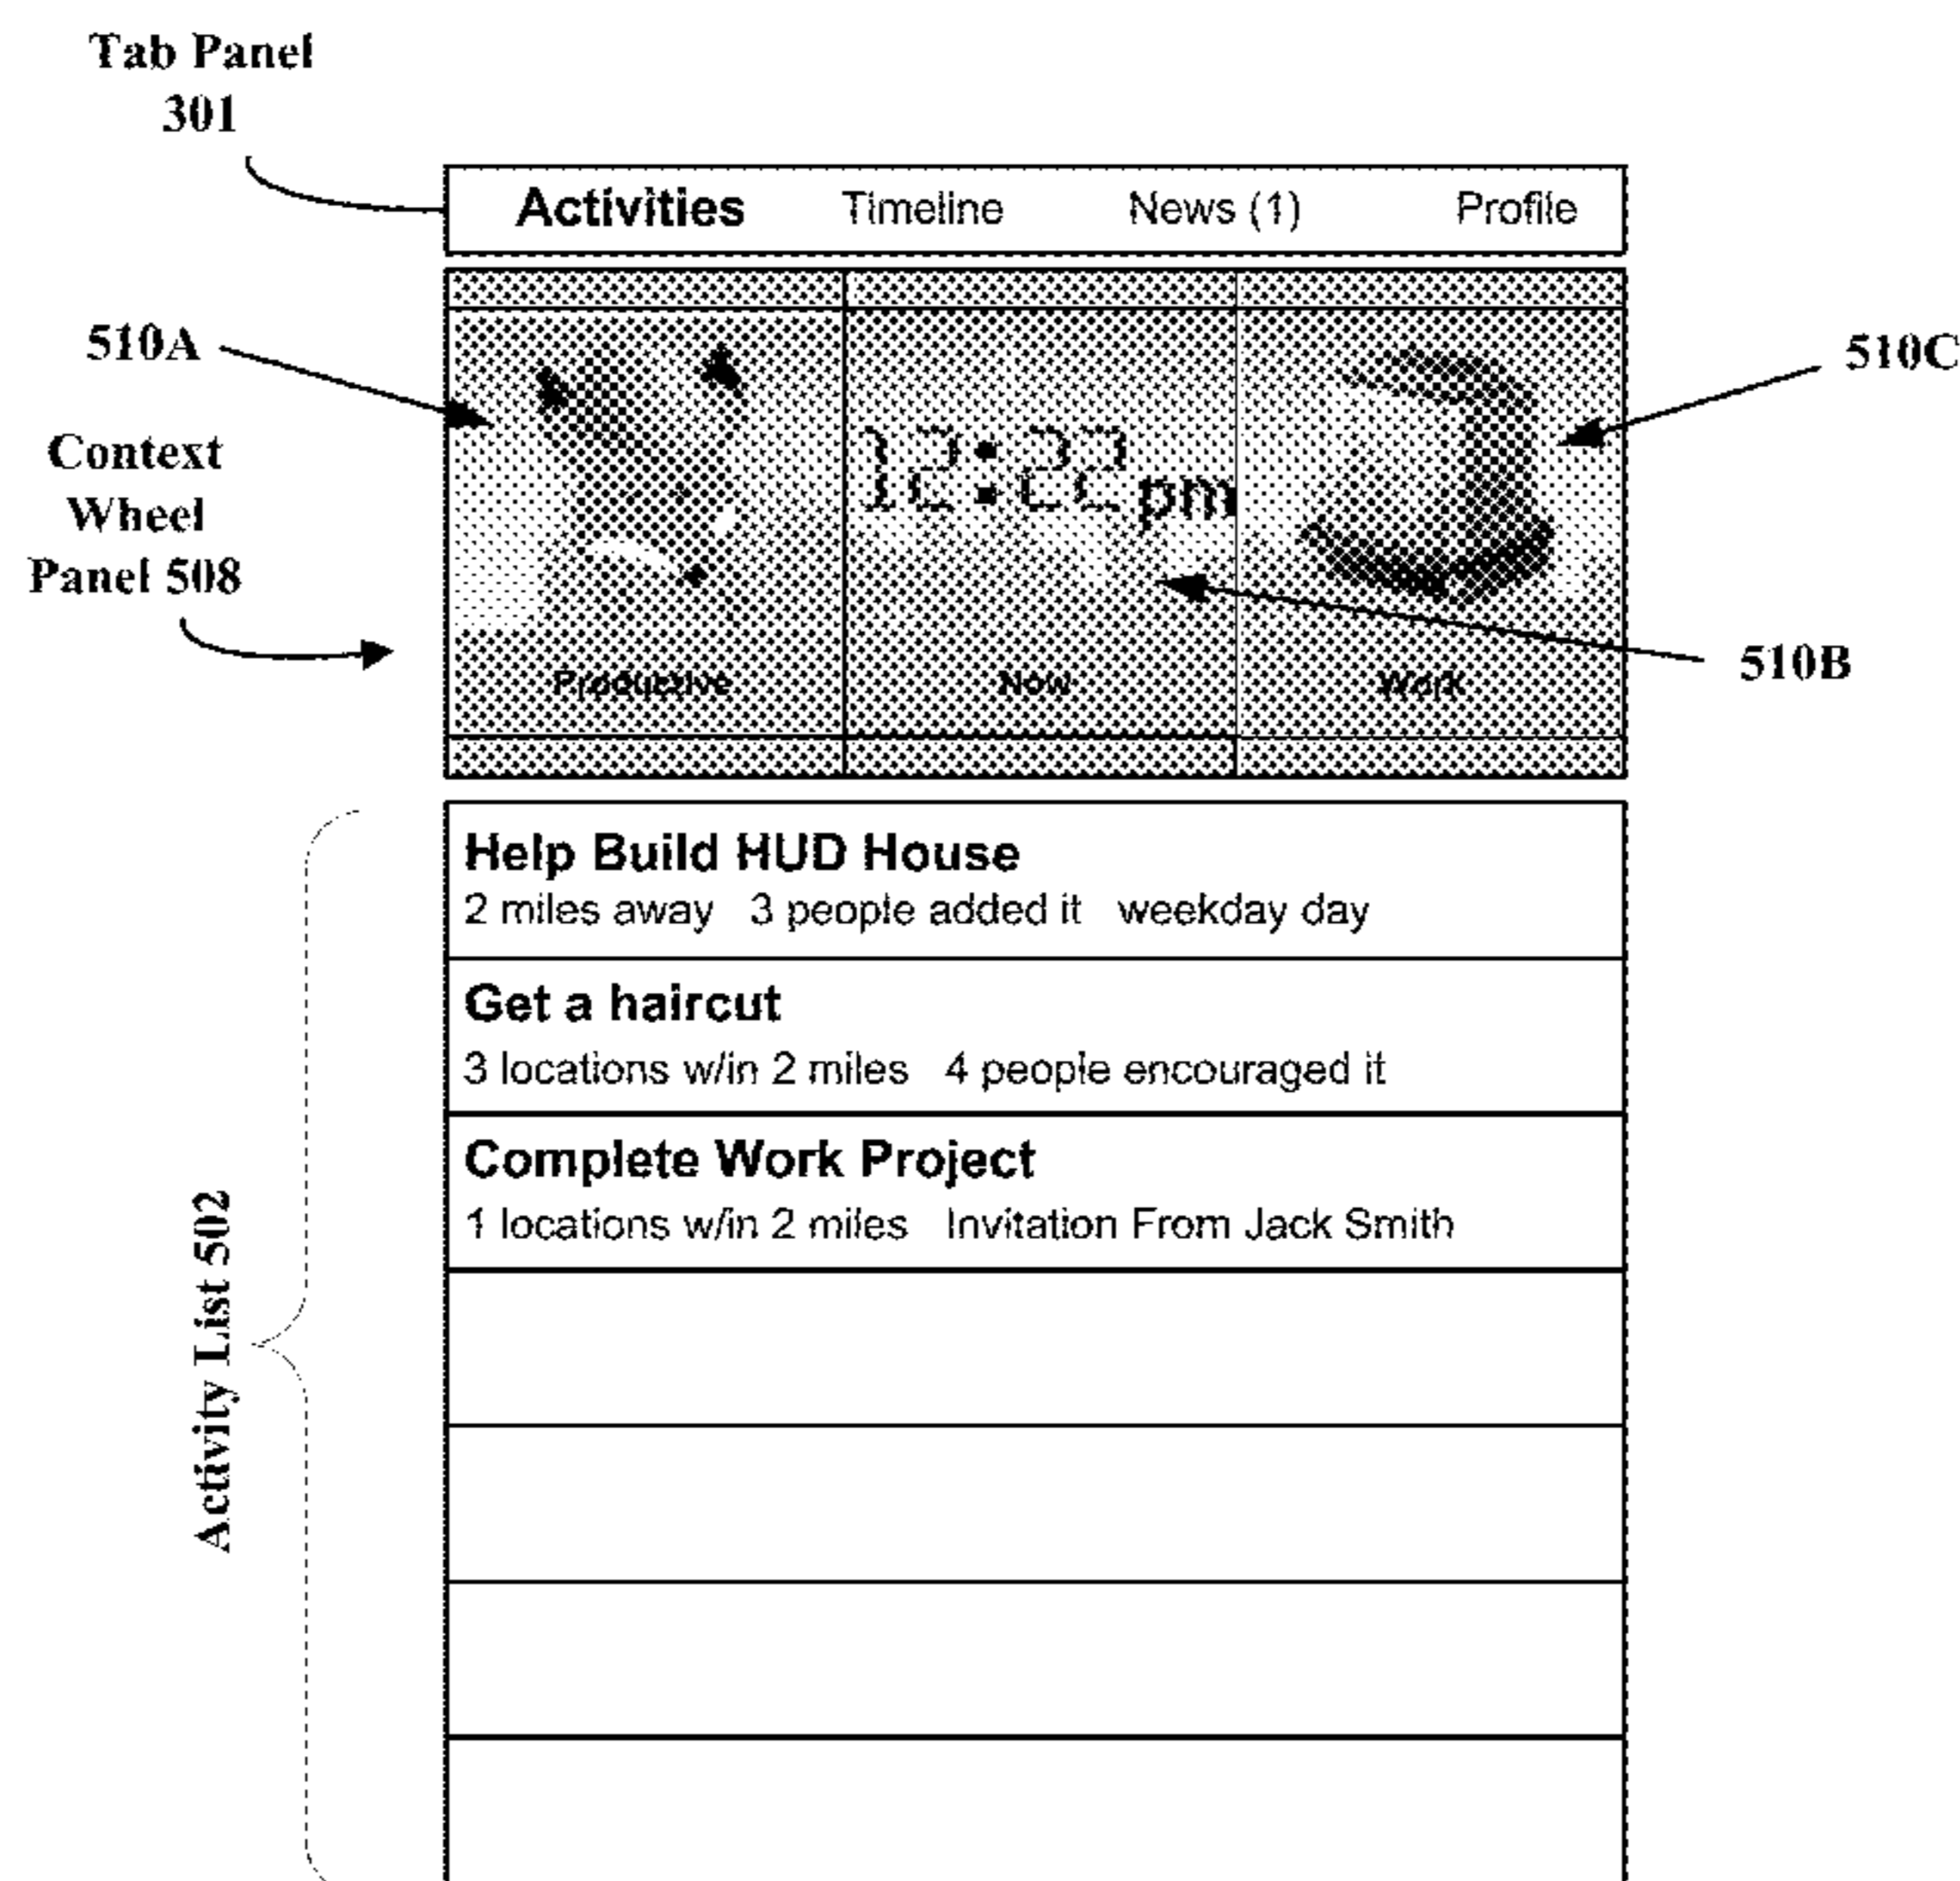 Tab Panel
301
Activities Timeline News (1) Profile
510A
510C
Context
Wheel
Panel 508
12:22 pm
510B
Productive Now Work
Help Build HUD House
2 miles away 3 people added it weekday day
Get a haircut
3 locations w/in 2 miles 4 people encouraged it
Complete Work Project
1 locations w/in 2 miles Invitation From Jack Smith
Activity List 502